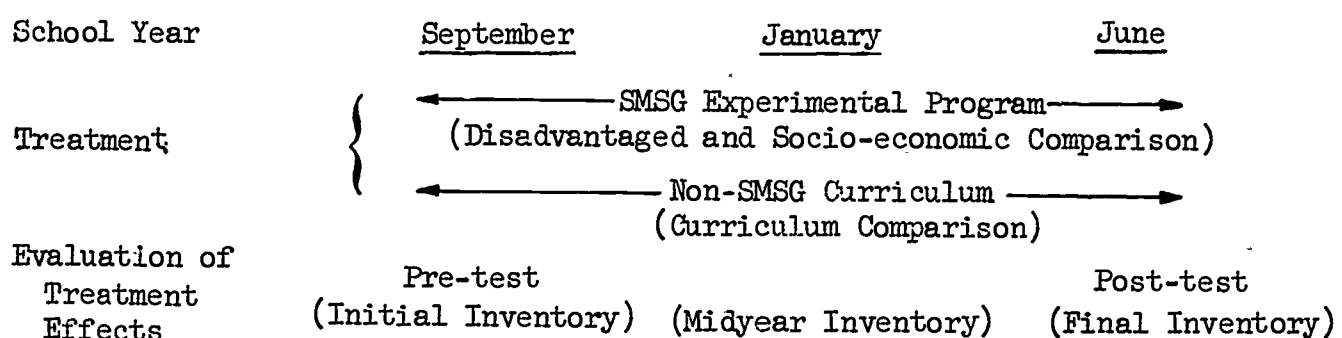 School Year September January June
SMSG Experimental Program
Treatment (Disadvantaged and Socio-economic Comparison)
Non-SMSG Curriculum
(Curriculum Comparison)
Evaluation of
Treatment
Effects
Pre-test Post-test
(Initial Inventory) (Midyear Inventory) (Final Inventory)